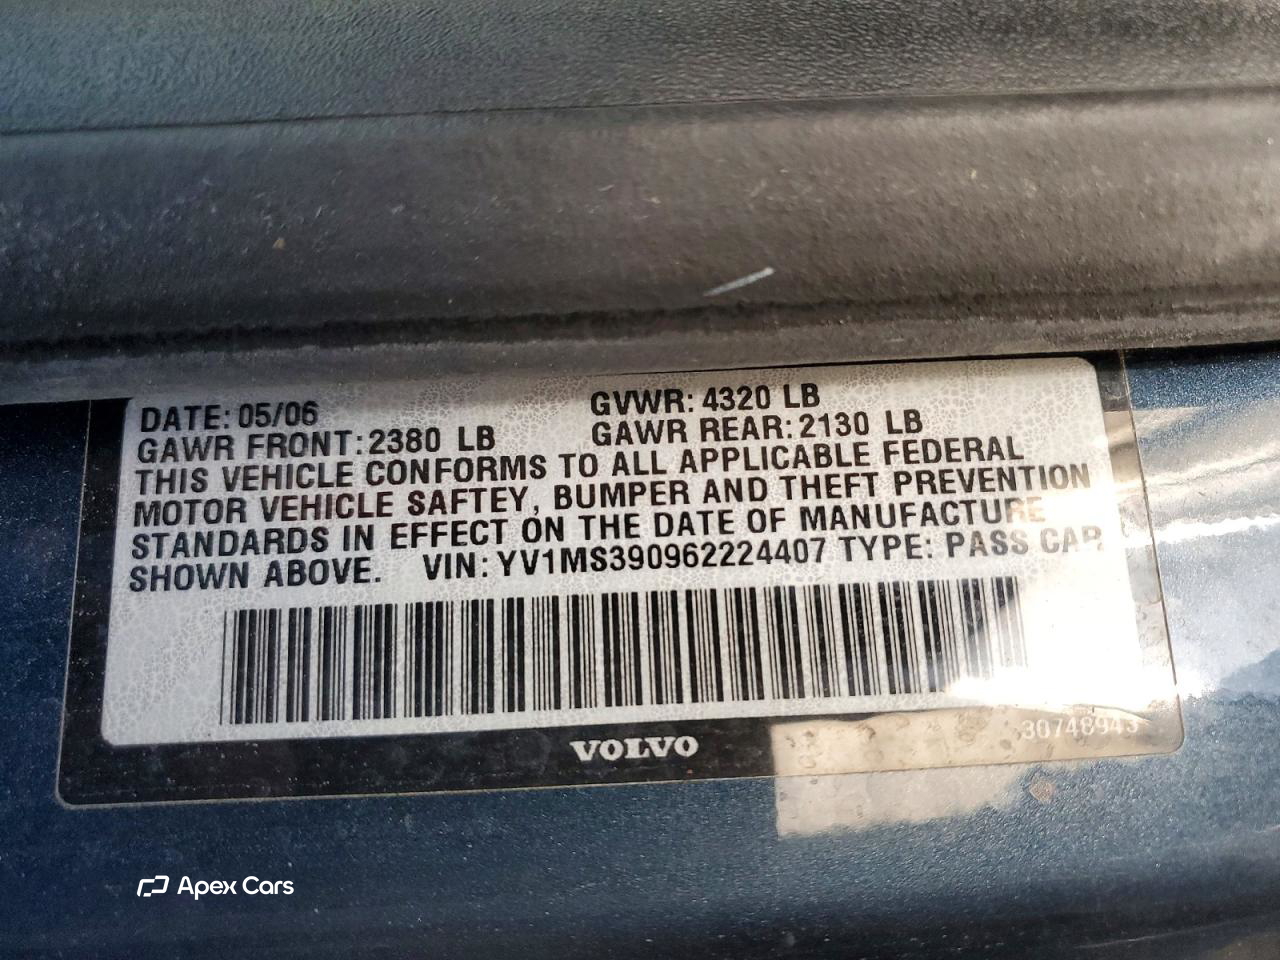 DATE: 05/06 GVWR: 4320 LB
GAWR FRONT: 2380 LB GAWR REAR: 2130 LB
THIS VEHICLE CONFORMS TO ALL APPLICABLE FEDERAL
MOTOR VEHICLE SAFTEY, BUMPER AND THEFT PREVENTION
STANDARDS IN EFFECT ON THE DATE OF MANUFACTURE
SHOWN ABOVE. VIN: YV1MS390962224407 TYPE: PASS CAR
VOLVO
30748943
Apex Cars